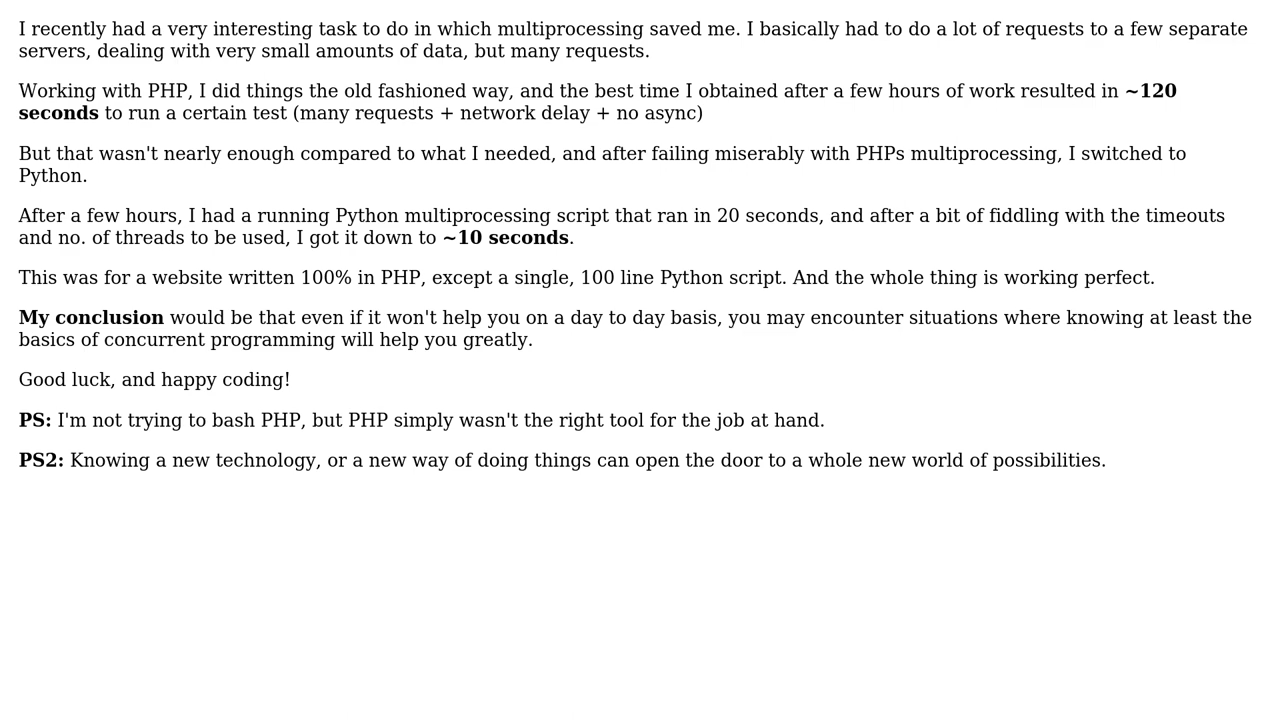 I recently had a very interesting task to do in which multiprocessing saved me. I basically had to do a lot of requests to a few separate
servers, dealing with very small amounts of data, but many requests.
Working with PHP, I did things the old fashioned way, and the best time I obtained after a few hours of work resulted in ~120
seconds to run a certain test (many requests + network delay + no async)
But that wasn't nearly enough compared to what I needed, and after failing miserably with PHPs multiprocessing, I switched to
Python.
After a few hours, I had a running Python multiprocessing script that ran in 20 seconds, and after a bit of fiddling with the timeouts
and no. of threads to be used, I got it down to ~10 seconds.
This was for a website written 100% in PHP, except a single, 100 line Python script. And the whole thing is working perfect.
My conclusion would be that even if it won't help you on a day to day basis, you may encounter situations where knowing at least the
basics of concurrent programming will help you greatly.
Good luck, and happy coding!
PS: I'm not trying to bash PHP, but PHP simply wasn't the right tool for the job at hand.
PS2: Knowing a new technology, or a new way of doing things can open the door to a whole new world of possibilities.